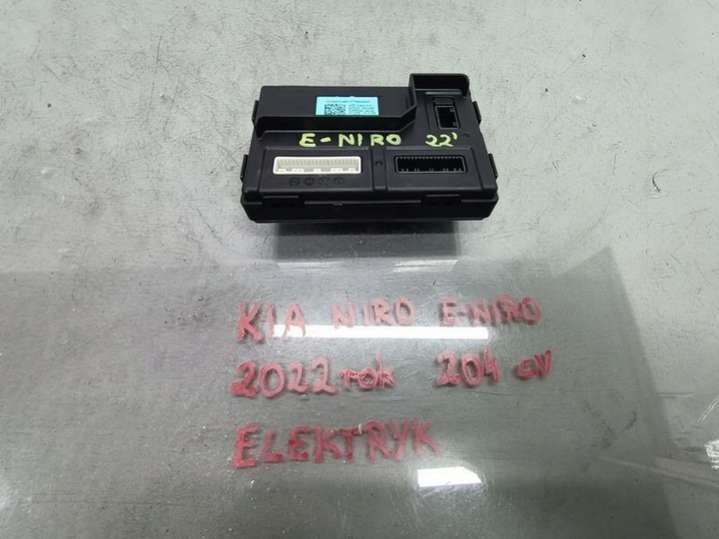 E-NIRO 22'
KIA NIRO E-NIRO
2022 rok 204 CV
ELEKTRYK